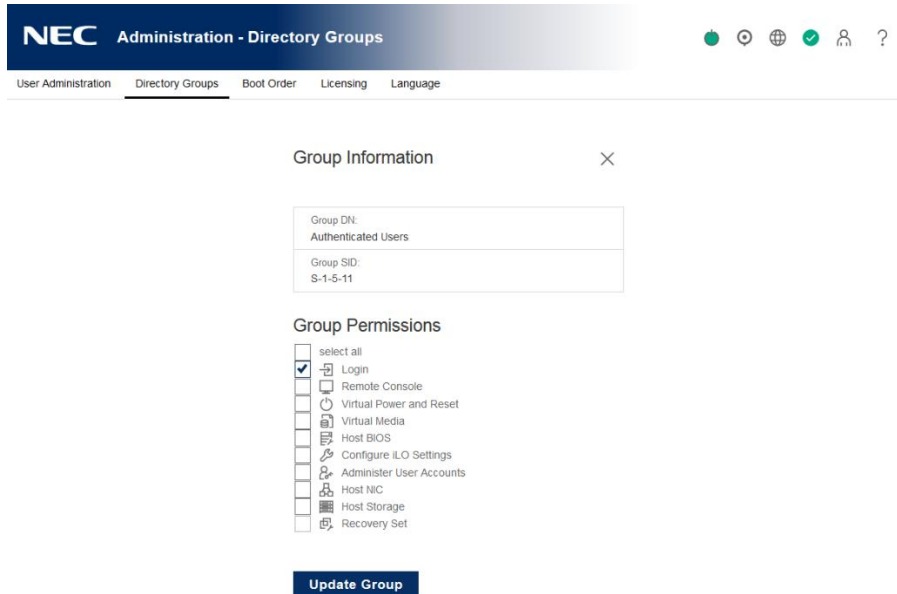 NEC Administration - Directory Groups ?
User Administration Directory Groups Boot Order Licensing Language
Group Information
Group DN:
Authenticated Users
Group SID:
S-1-5-11
Group Permissions
select all
Login
Remote Console
Virtual Power and Reset
Virtual Media
Host BIOS
Configure iLO Settings
Administer User Accounts
Host NIC
Host Storage
Recovery Set
Update Group